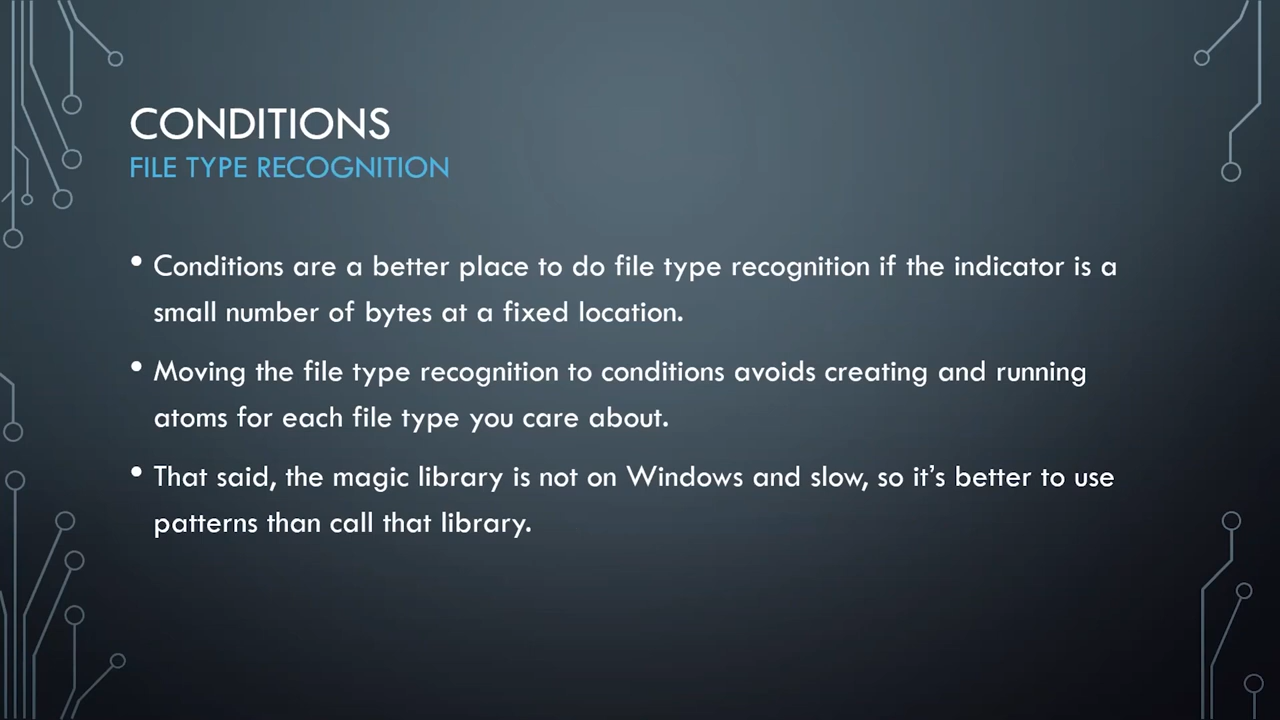 CONDITIONS
FILE TYPE RECOGNITION
• Conditions are a better place to do file type recognition if the indicator is a
small number of bytes at a fixed location.
• Moving the file type recognition to conditions avoids creating and running
atoms for each file type you care about.
• That said, the magic library is not on Windows and slow, so it’s better to use
patterns than call that library.